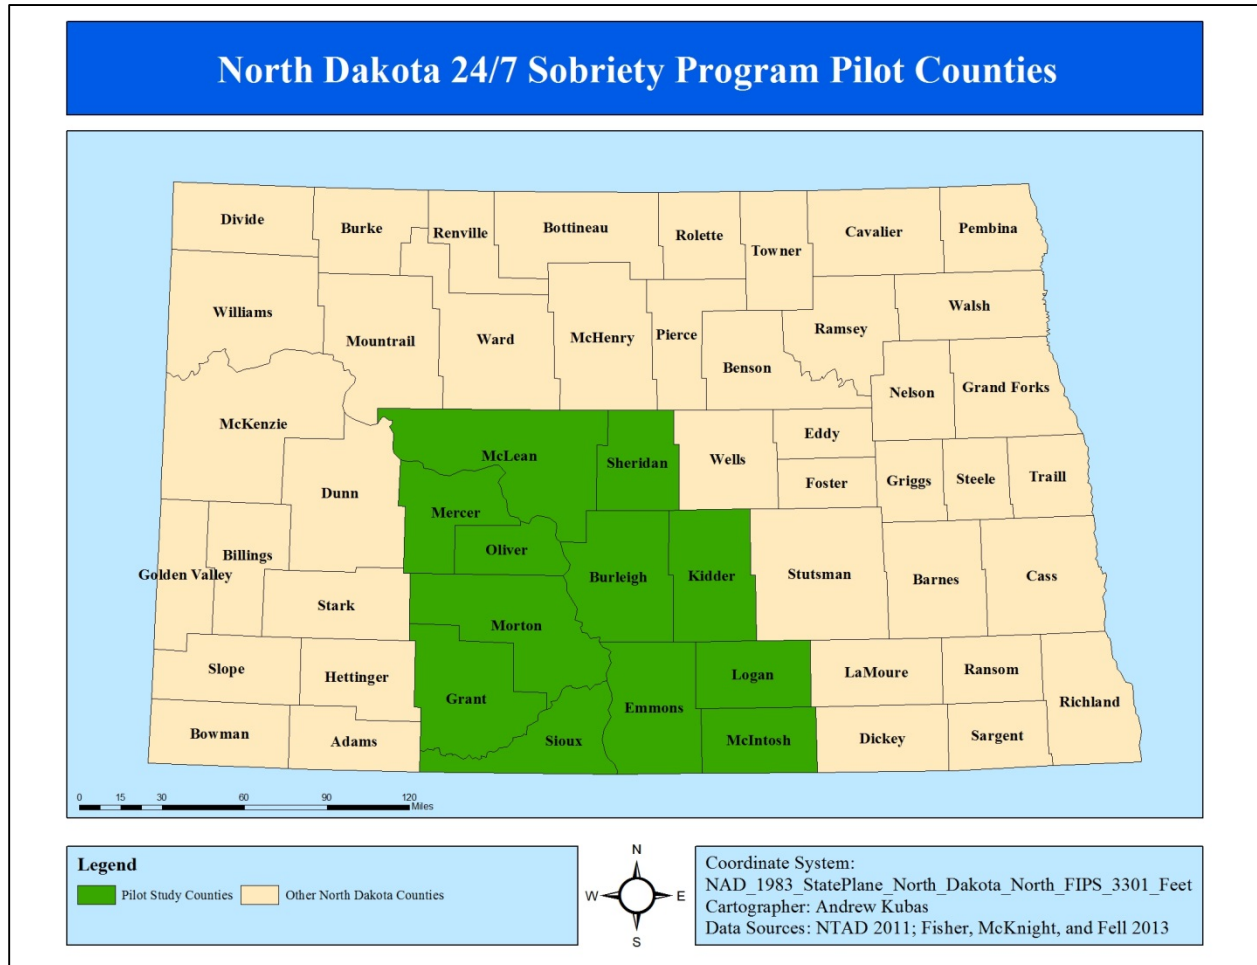 North Dakota 24/7 Sobriety Program Pilot Counties
Divide
Burke
Renville
Bottineau
Rolette
Towner
Cavalier
Pembina
Williams
Mountrail
Ward
McHenry
Pierce
Benson
Ramsey
Walsh
Nelson
Grand Forks
McKenzie
Dunn
McLean
Sheridan
Wells
Eddy
Foster
Griggs
Steele
Traill
Mercer
Oliver
Golden Valley
Billings
Stark
Burleigh
Kidder
Stutsman
Barnes
Cass
Morton
Slope
Hettinger
Grant
Emmons
Logan
LaMoure
Ransom
Richland
Bowman
Adams
Sioux
McIntosh
Dickey
Sargent
0 15 30 60 90 120
Miles
Legend
Pilot Study Counties
Other North Dakota Counties
N
W
E
S
Coordinate System:
NAD_1983_StatePlane_North_Dakota_North_FIPS_3301_Feet
Cartographer: Andrew Kubas
Data Sources: NTAD 2011; Fisher, McKnight, and Fell 2013